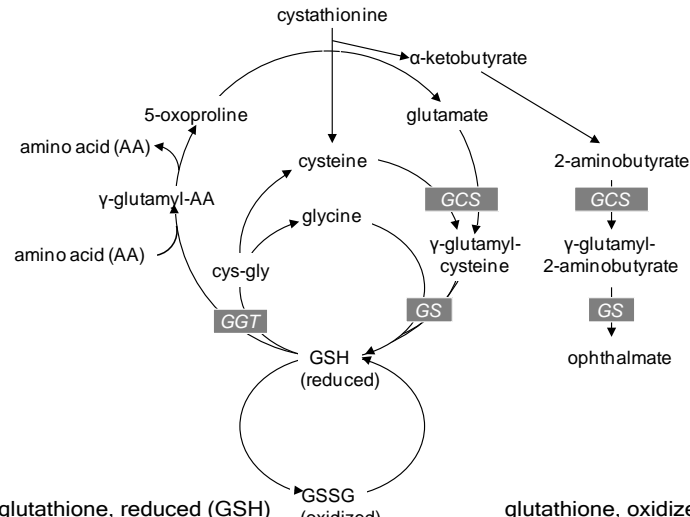 cystathionine
α-ketobutyrate
5-oxoproline
glutamate
amino acid (AA)
cysteine
2-aminobutyrate
γ-glutamyl-AA
GCS
GCS
glycine
amino acid (AA)
cys-gly
γ-glutamyl-
cysteine
γ-glutamyl-
2-aminobutyrate
GGT
GS
GS
GSH
(reduced)
ophthalmate
GSSG
(oxidized)
glutathione, reduced (GSH)
glutathione, oxidize